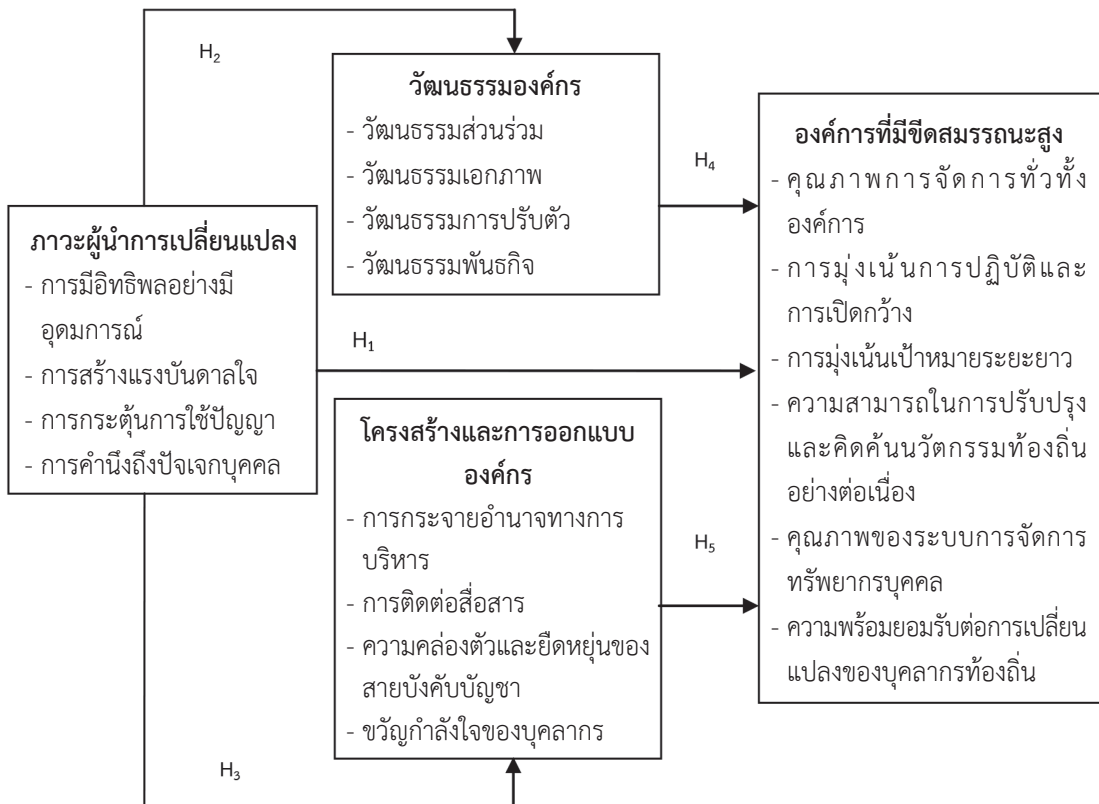 H₂
วัฒนธรรมองค์กร
- วัฒนธรรมส่วนร่วม
- วัฒนธรรมเอกภาพ
- วัฒนธรรมการปรับตัว
- วัฒนธรรมพันธกิจ
H₄
ภาวะผู้นำการเปลี่ยนแปลง
- การมีอิทธิพลอย่างมี
อุดมการณ์
- การสร้างแรงบันดาลใจ
- การกระตุ้นการใช้ปัญญา
- การคำนึงถึงปัจเจกบุคคล
H₁
โครงสร้างและการออกแบบ
องค์กร
- การกระจายอำนาจทางการ
บริหาร
- การติดต่อสื่อสาร
- ความคล่องตัวและยืดหยุ่นของ
สายบังคับบัญชา
- ขวัญกำลังใจของบุคลากร
H₅
H₃
องค์การที่มีขีดสมรรถนะสูง
- คุณภาพการจัดการทั่วทั้ง
องค์การ
- การมุ่งเน้นการปฏิบัติและ
การเปิดกว้าง
- การมุ่งเน้นเป้าหมายระยะยาว
- ความสามารถในการปรับปรุง
และคิดค้นนวัตกรรมท้องถิ่น
อย่างต่อเนื่อง
- คุณภาพของระบบการจัดการ
ทรัพยากรบุคคล
- ความพร้อมยอมรับต่อการเปลี่ยน
แปลงของบุคลากรท้องถิ่น